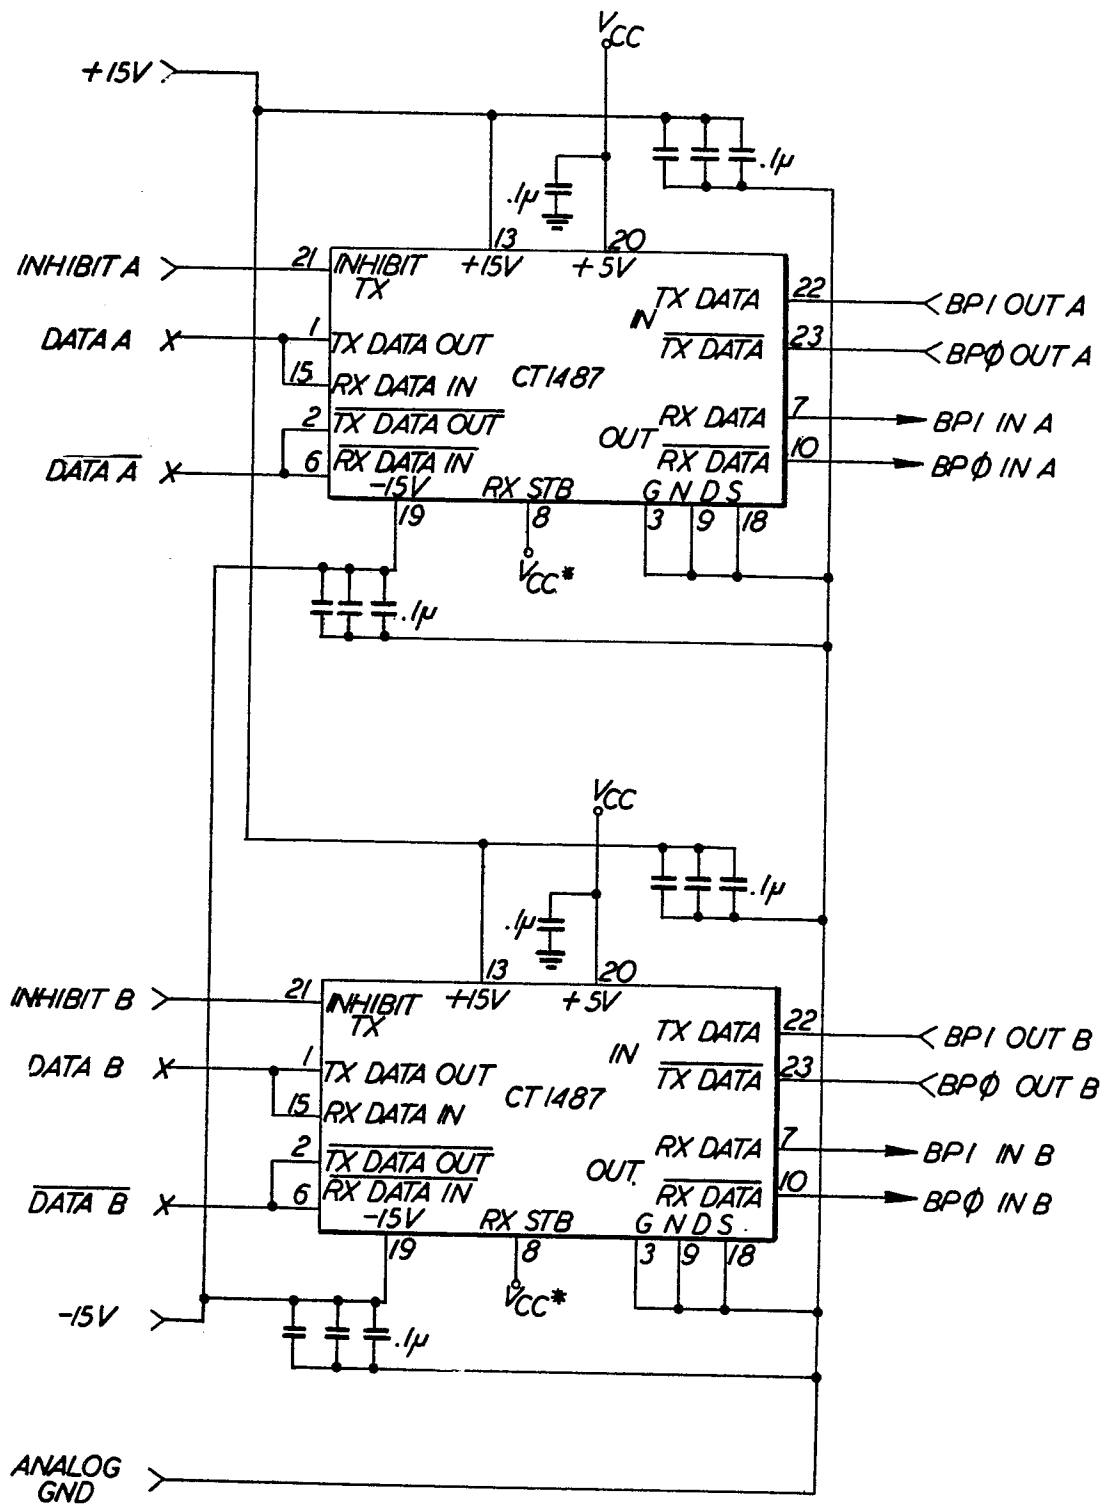 VCC
+15V
.1µ
.1µ
13
20
INHIBIT A
21
INHIBIT
TX
+15V
+5V
TX DATA
22
BPI OUT A
IN
DATA A
X
1
TX DATA OUT
TX DATA
23
BPØ OUT A
15
RX DATA IN
CT1487
2
TX DATA OUT
RX DATA
7
BPI IN A
OUT
DATA A
X
6
RX DATA IN
RX DATA
10
BPØ IN A
-15V
RX STB
G N D S
19
8
3
9
18
VCC*
.1µ
VCC
.1µ
.1µ
13
20
INHIBIT B
21
INHIBIT
TX
+15V
+5V
TX DATA
22
BPI OUT B
IN
DATA B
X
1
TX DATA OUT
TX DATA
23
BPØ OUT B
15
RX DATA IN
CT1487
2
TX DATA OUT
RX DATA
7
BPI IN B
OUT
DATA B
X
6
RX DATA IN
RX DATA
10
BPØ IN B
-15V
RX STB
G N D S
19
8
3
9
18
VCC*
-15V
.1µ
ANALOG
GND